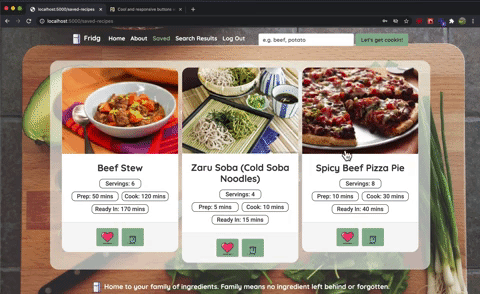 Cool and responsive buttons -
localhost:5000/saved-recipes
Fridg Home About Saved Search Results Log Out e.g. beef, potato Let's get cookin!
Beef Stew
Servings: 6
Prep: 50 mins Cook: 120 mins
Ready In: 170 mins
Zaru Soba (Cold Soba
Noodles)
Servings: 4
Prep: 5 mins Cook: 10 mins
Ready In: 15 mins
Spicy Beef Pizza Pie
Servings: 8
Prep: 10 mins Cook: 30 mins
Ready In: 40 mins
Home to your family of ingredients. Family means no ingredient left behind or forgotten.